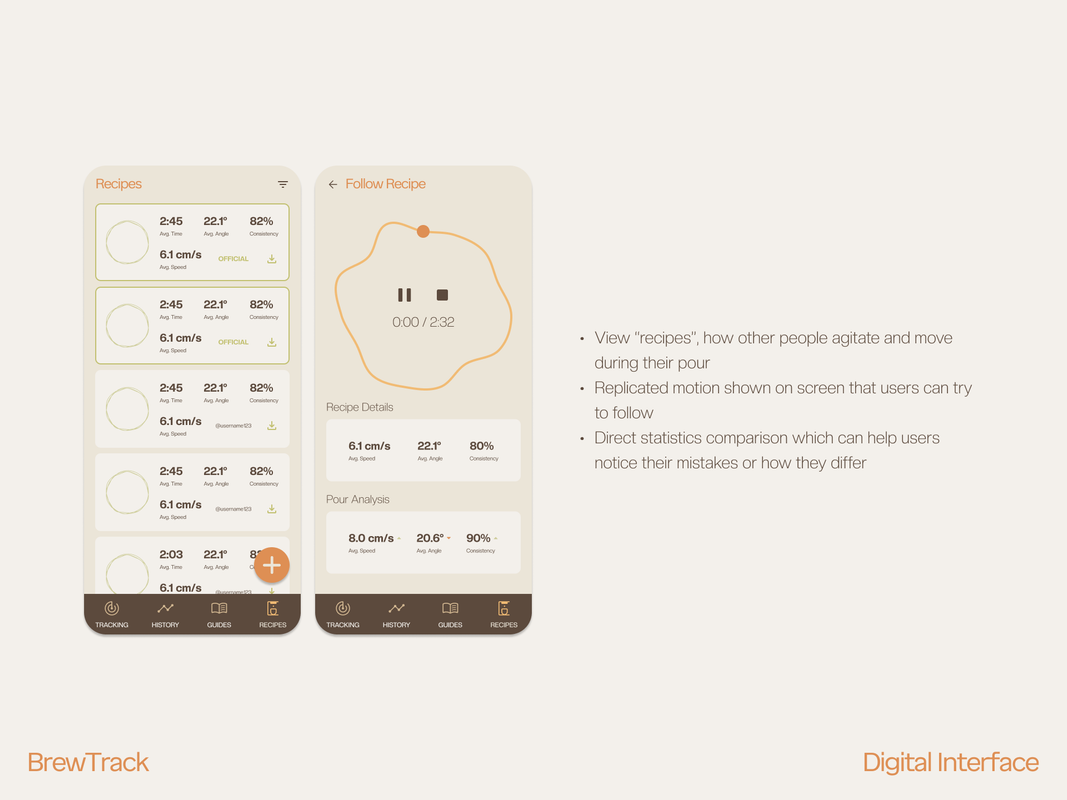 Recipes
2:45 22.1° 82%
Avg. Time Avg. Angle Consistency
6.1 cm/s OFFICIAL
Avg. Speed
2:45 22.1° 82%
Avg. Time Avg. Angle Consistency
6.1 cm/s OFFICIAL
Avg. Speed
2:45 22.1° 82%
Avg. Time Avg. Angle Consistency
6.1 cm/s @username123
Avg. Speed
2:45 22.1° 82%
Avg. Time Avg. Angle Consistency
6.1 cm/s @username123
Avg. Speed
2:03 22.1°
Avg. Time Avg. Angle
6.1 cm/s @username123
TRACKING HISTORY GUIDES RECIPES
Follow Recipe
0:00 / 2:32
Recipe Details
6.1 cm/s 22.1° 80%
Avg. Speed Avg. Angle Consistency
Pour Analysis
8.0 cm/s 20.6° 90%
Avg. Speed Avg. Angle Consistency
TRACKING HISTORY GUIDES RECIPES
• View “recipes”, how other people agitate and move
during their pour
• Replicated motion shown on screen that users can try
to follow
• Direct statistics comparison which can help users
notice their mistakes or how they differ
BrewTrack
Digital Interface